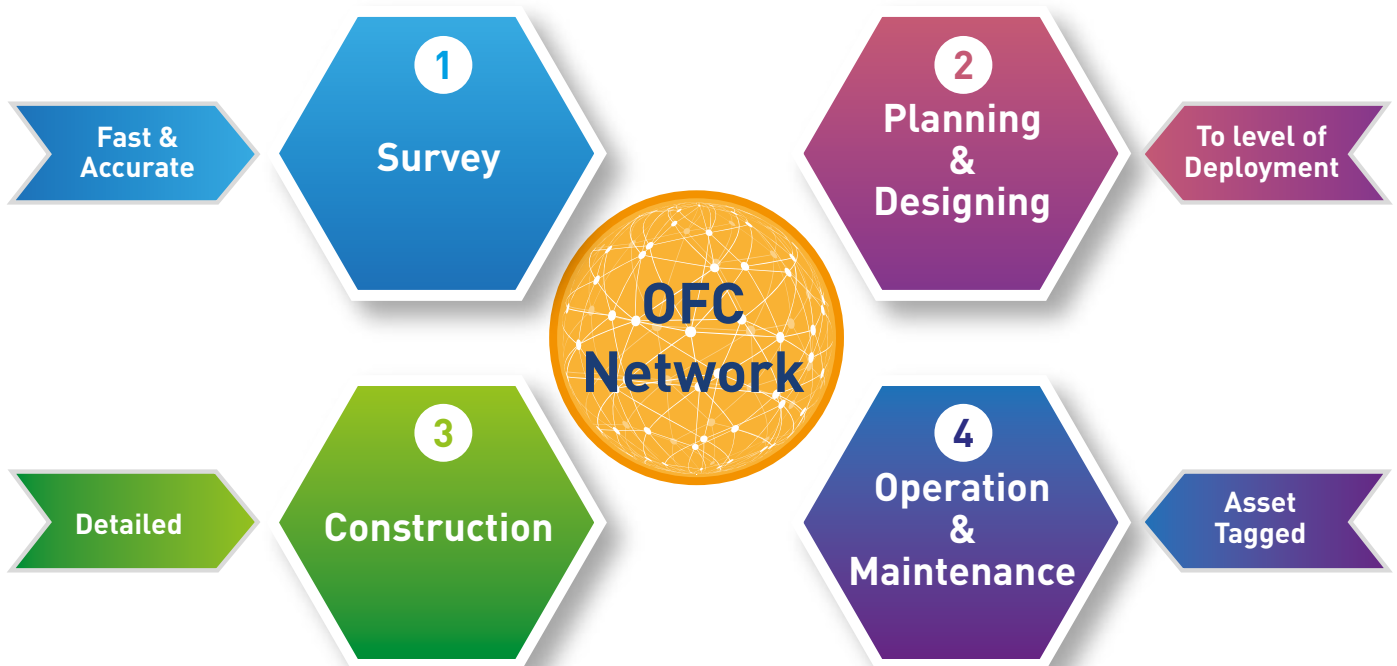 Fast &
Accurate
1
Survey
2
Planning
&
Designing
To level of
Deployment
OFC
Network
Detailed
3
Construction
4
Operation
&
Maintenance
Asset
Tagged